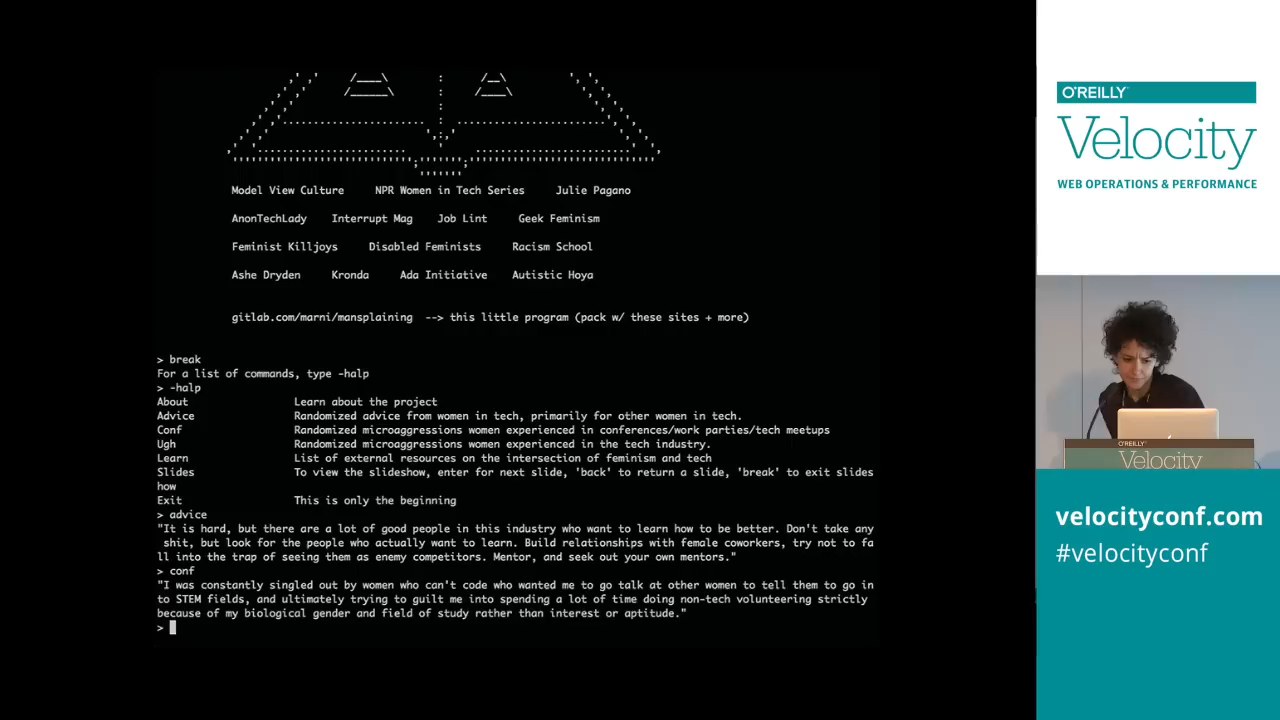 Model View Culture NPR Women in Tech Series Julie Pagano
AnonTechLady Interrupt Mag Job Lint Geek Feminism
Feminist Killjoys Disabled Feminists Racism School
Ashe Dryden Kronda Ada Initiative Autistic Hoya
gitlab.com/marni/mansplaining --> this little program (pack w/ these sites + more)
> break
For a list of commands, type -halp
> -halp
About Learn about the project
Advice Randomized advice from women in tech, primarily for other women in tech.
Conf Randomized microaggressions women experienced in conferences/work parties/tech meetups
Ugh Randomized microaggressions women experienced in the tech industry.
Learn List of external resources on the intersection of feminism and tech
Slides To view the slideshow, enter for next slide, 'back' to return a slide, 'break' to exit slides
how
Exit This is only the beginning
> advice
"It is hard, but there are a lot of good people in this industry who want to learn how to be better. Don't take any
shit, but look for the people who actually want to learn. Build relationships with female coworkers, try not to fa
ll into the trap of seeing them as enemy competitors. Mentor, and seek out your own mentors."
> conf
"I was constantly singled out by women who can't code who wanted me to go talk at other women to tell them to go in
to STEM fields, and ultimately trying to guilt me into spending a lot of time doing non-tech volunteering strictly
because of my biological gender and field of study rather than interest or aptitude."
>
O'REILLY
Velocity
WEB OPERATIONS & PERFORMANCE
O'REILLY
Velocity
velocityconf.com
#velocityconf